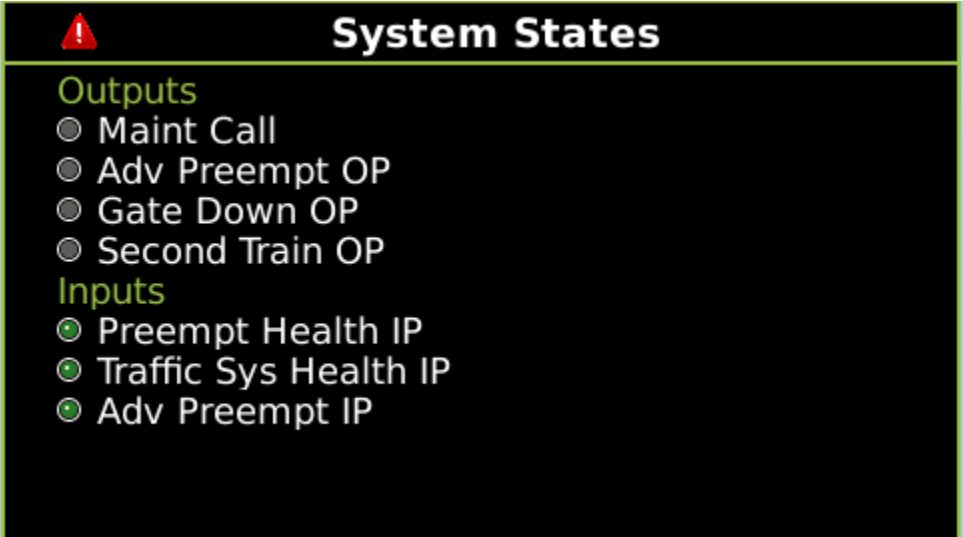 System States
Outputs
Maint Call
Adv Preempt OP
Gate Down OP
Second Train OP
Inputs
Preempt Health IP
Traffic Sys Health IP
Adv Preempt IP